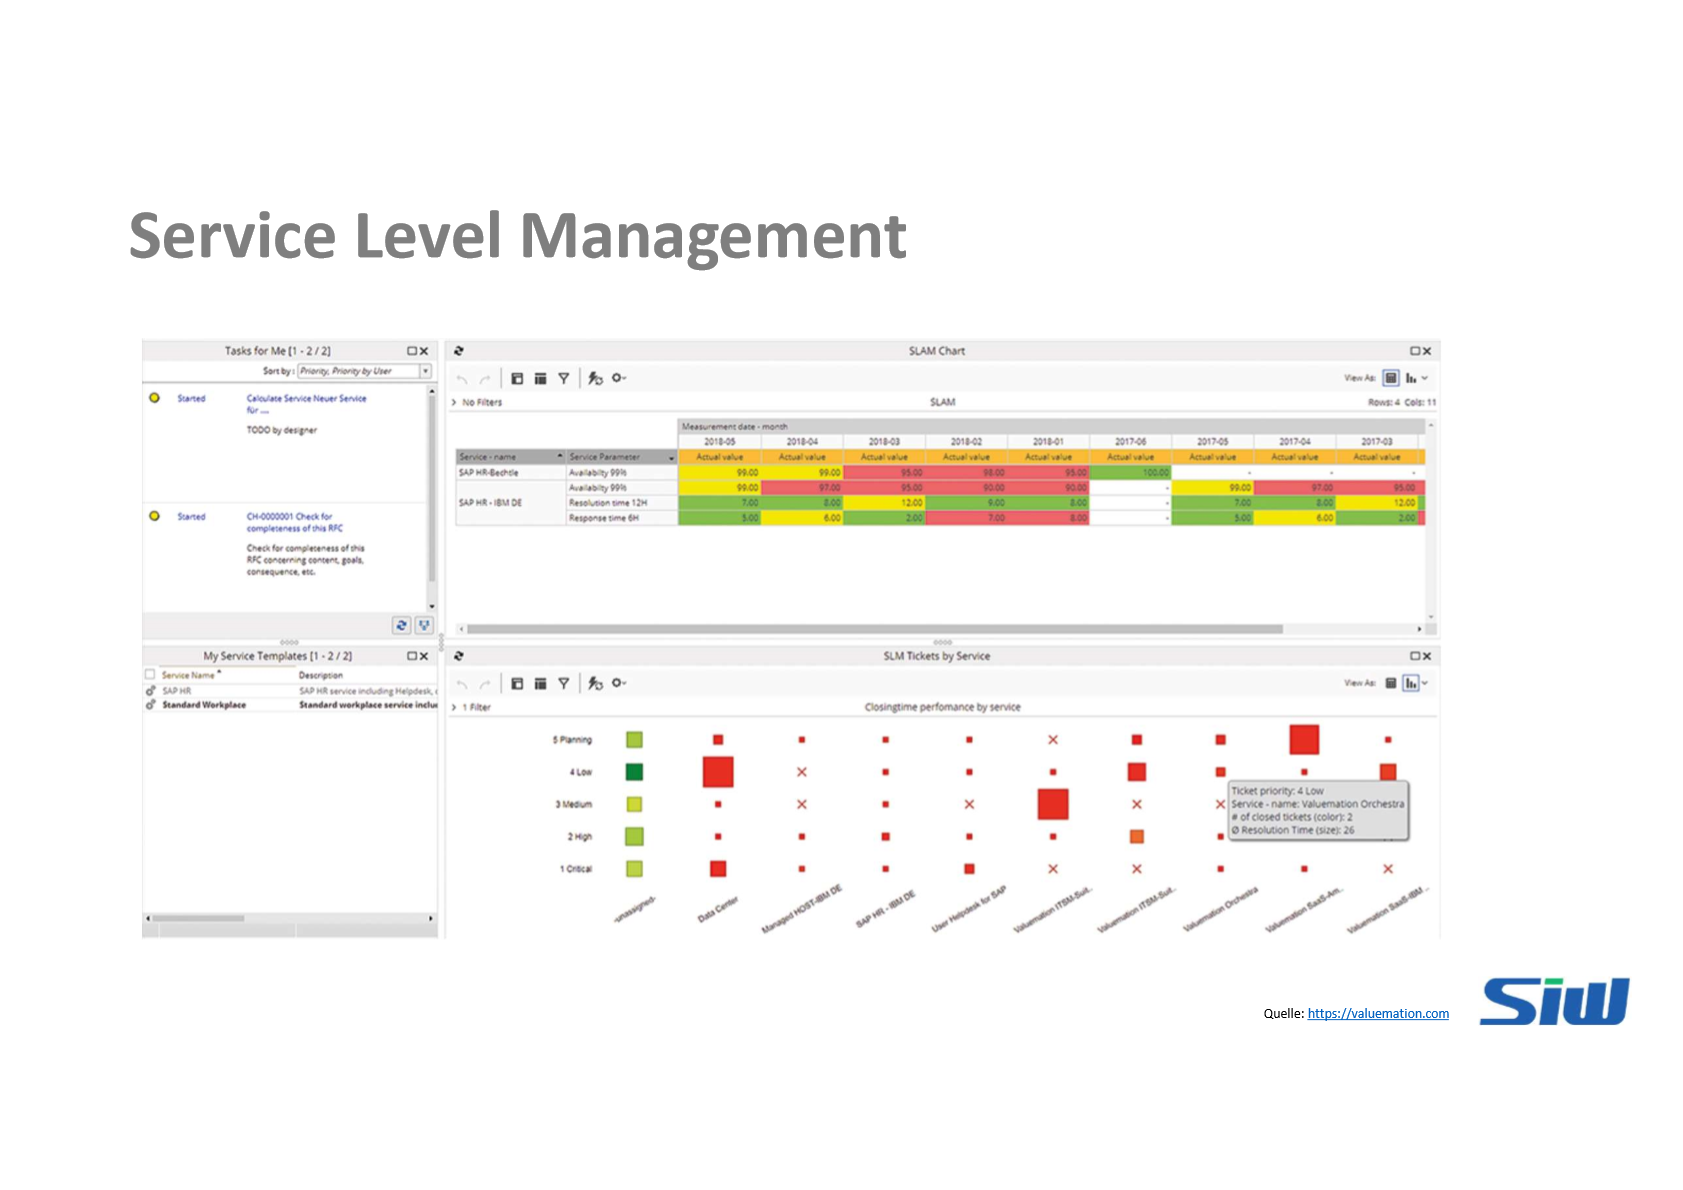 Service Level Management
Tasks for Me [1 - 2 / 2]
Sort by: Priority, Priority by User
Started
Calculate Service Neuer Service
für ....
TODO by designer
Started
CH-0000001 Check for
completeness of this RFC
Check for completeness of this
RFC concerning content, goals,
consequence, etc.
SLAM Chart
View As:
No Filters
SLAM
Rows: 4 Cols: 11
Measurement date - month
2018-05 2018-04 2018-03 2018-02 2018-01 2017-06 2017-05 2017-04 2017-03
Service - name Service Parameter Actual value Actual value Actual value Actual value Actual value Actual value Actual value Actual value Actual value
SAP HR-Bechtle Availabilty 99% 99.00 99.00 95.00 98.00 95.00 100.00 - - -
Availabilty 99% 99.00 97.00 95.00 90.00 90.00 - 99.00 97.00 95.00
SAP HR - IBM DE Resolution time 12H 7.00 8.00 12.00 9.00 8.00 - 7.00 8.00 12.00
Response time 6H 5.00 6.00 2.00 7.00 8.00 - 5.00 6.00 2.00
My Service Templates [1 - 2 / 2]
Service Name Description
SAP HR SAP HR service including Helpdesk,
Standard Workplace Standard workplace service inclu
SLM Tickets by Service
View As:
1 Filter
Closingtime perfomance by service
5 Planning
4 Low
3 Medium
2 High
1 Critical
Ticket priority: 4 Low
Service - name: Valuemation Orchestra
# of closed tickets (color): 2
Ø Resolution Time (size): 26
-unassigned-
Data Center
Managed HOST-IBM DE
SAP HR - IBM DE
User Helpdesk for SAP
Valuemation ITSM-Suit..
Valuemation ITSM-Suit..
Valuemation Orchestra
Valuemation SaaS-Am..
Valuemation SaaS-IBM ..
Quelle: https://valuemation.com
Siw